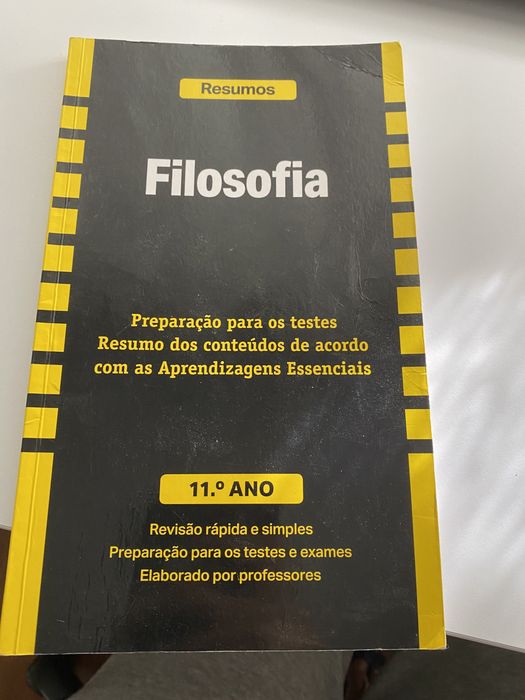 Resumos
Filosofia
Preparação para os testes
Resumo dos conteúdos de acordo
com as Aprendizagens Essenciais
11.º ANO
Revisão rápida e simples
Preparação para os testes e exames
Elaborado por professores